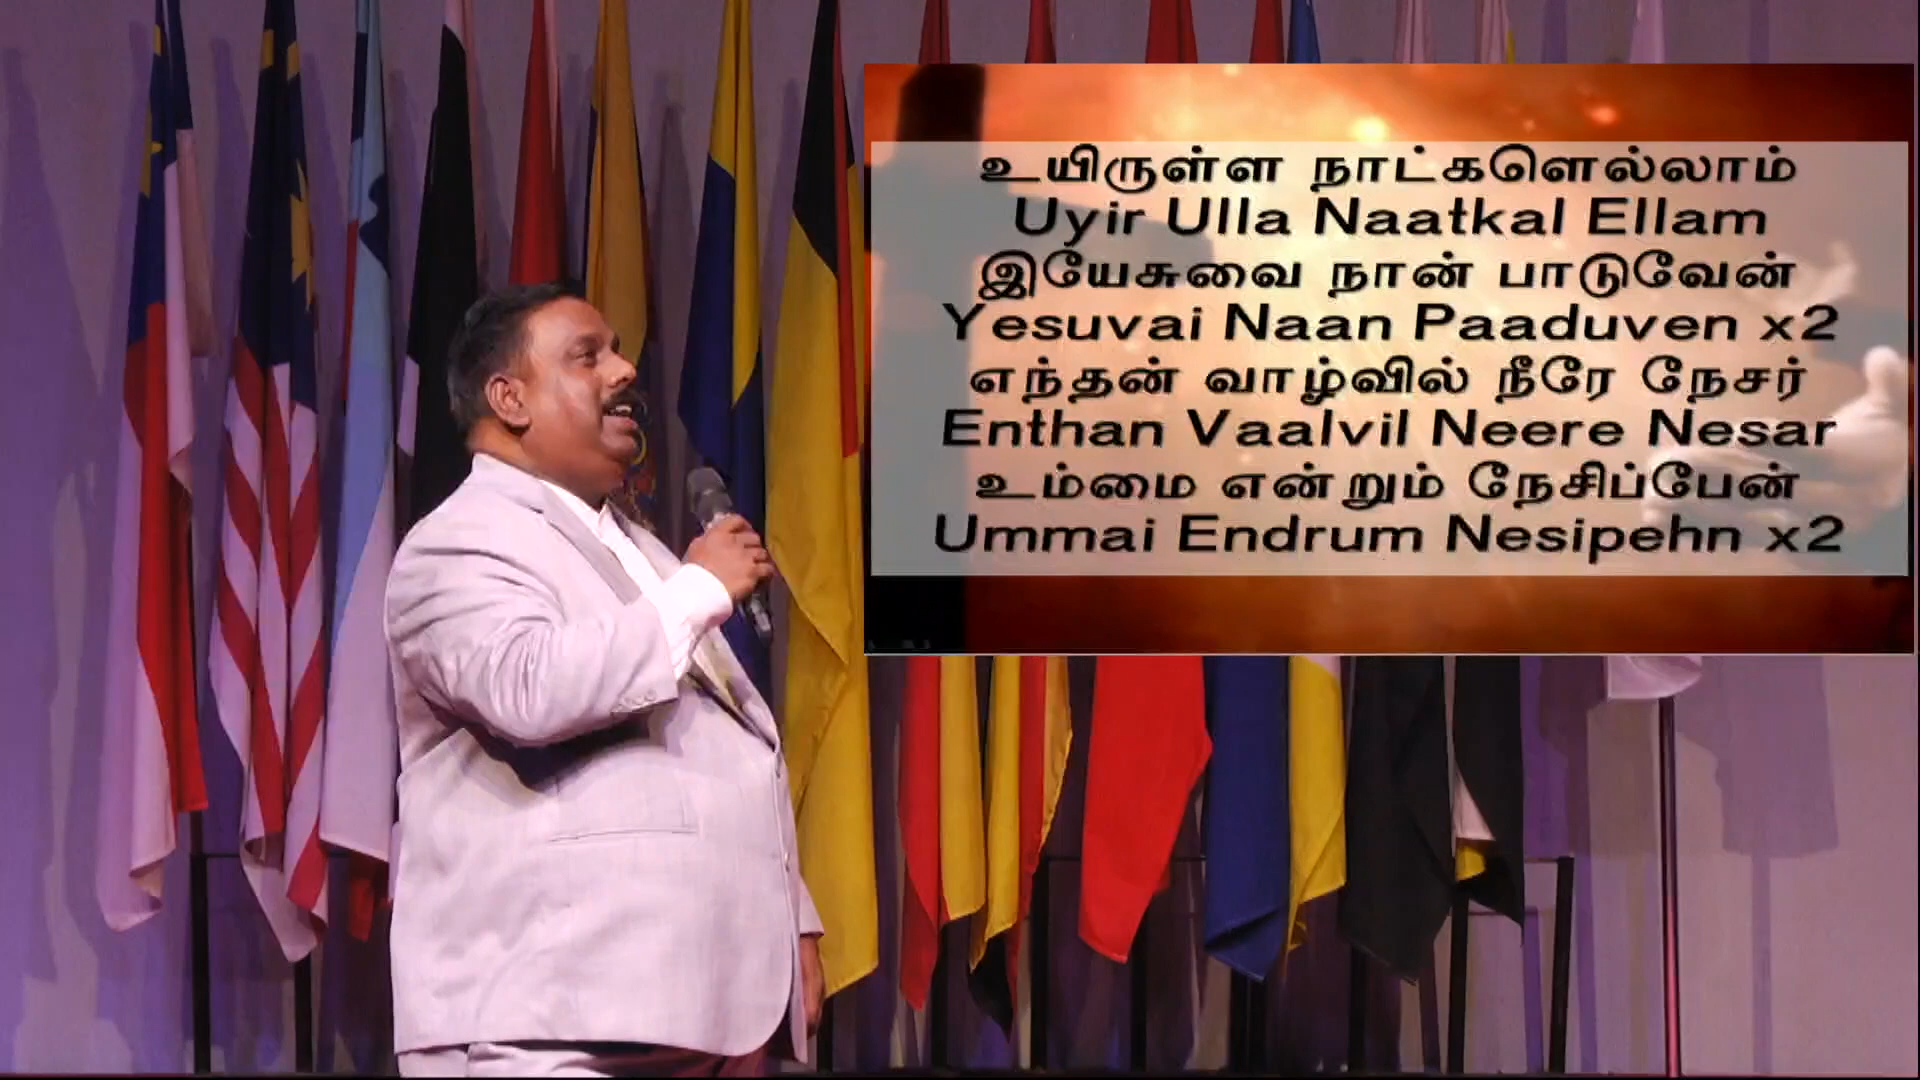 உயிருள்ள நாட்களெல்லாம்
Uyir Ulla Naatkal Ellam
இயேசுவை நான் பாடுவேன்
Yesuvai Naan Paaduven x2
எந்தன் வாழ்வில் நீரே நேசர்
Enthan Vaalvil Neere Nesar
உம்மை என்றும் நேசிப்பேன்
Ummai Endrum Nesipehn x2